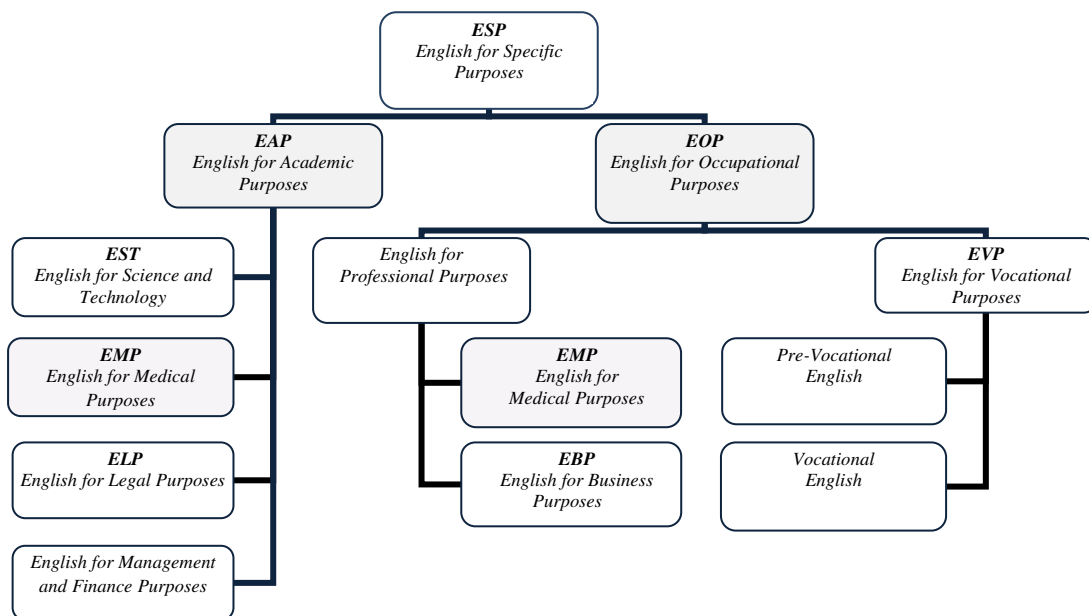 ESP
English for Specific
Purposes
EAP
English for Academic
Purposes
EOP
English for Occupational
Purposes
EST
English for Science and
Technology
EMP
English for Medical
Purposes
ELP
English for Legal Purposes
English for Management
and Finance Purposes
English for
Professional Purposes
EMP
English for
Medical Purposes
EBP
English for Business
Purposes
EVP
English for Vocational
Purposes
Pre-Vocational
English
Vocational
English